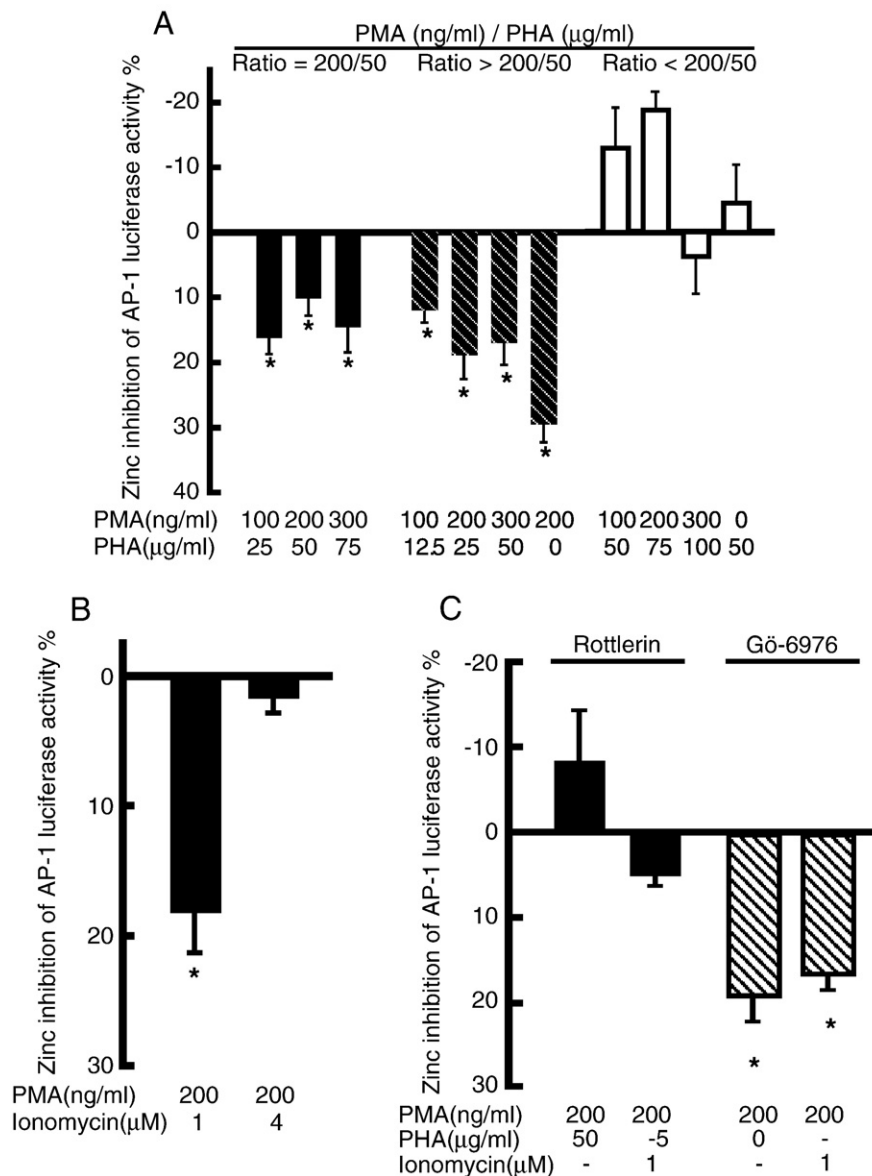 A
PMA (ng/ml) / PHA (μg/ml)
Ratio = 200/50 Ratio > 200/50 Ratio < 200/50
Zinc inhibition of AP-1 luciferase activity %
-20
-10
0
10
20
30
40
* * * * * * *
PMA(ng/ml) 100 200 300 100 200 300 200 100 200 300 0
PHA(μg/ml) 25 50 75 12.5 25 50 0 50 75 100 50
B
Zinc inhibition of AP-1 luciferase activity %
0
10
20
30
*
PMA(ng/ml) 200 200
Ionomycin(μM) 1 4
C
Rottlerin Gö-6976
Zinc inhibition of AP-1 luciferase activity %
-20
-10
0
10
20
30
* *
PMA(ng/ml) 200 200 200 200
PHA(μg/ml) 50 -5 0 -
Ionomycin(μM) - 1 - 1